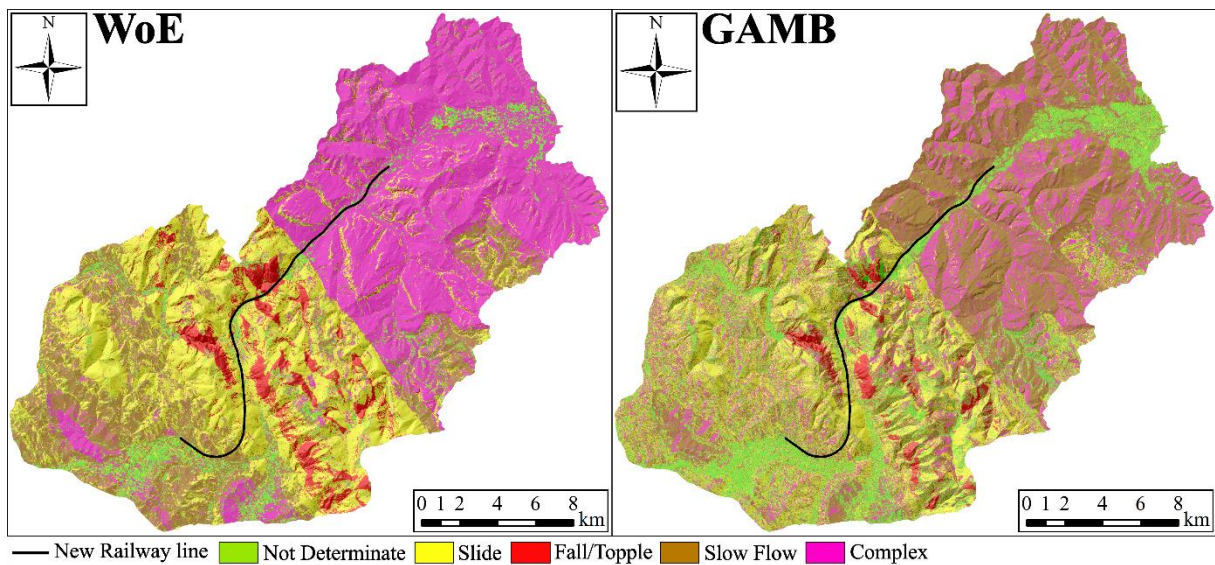 N
WoE
N
GAMB
0 1 2 4 6 8
km
0 1 2 4 6 8
km
New Railway line Not Determinate Slide Fall/Topple Slow Flow Complex